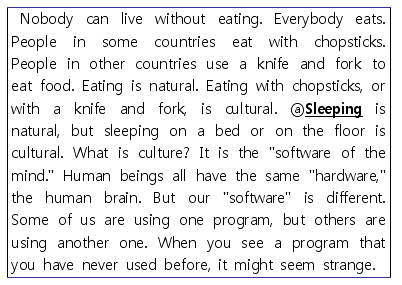 Nobody can live without eating. Everybody eats.
People in some countries eat with chopsticks.
People in other countries use a knife and fork to
eat food. Eating is natural. Eating with chopsticks, or
with a knife and fork, is cultural. ⓐSleeping is
natural, but sleeping on a bed or on the floor is
cultural. What is culture? It is the "software of the
mind." Human beings all have the same "hardware,"
the human brain. But our "software" is different.
Some of us are using one program, but others are
using another one. When you see a program that
you have never used before, it might seem strange.